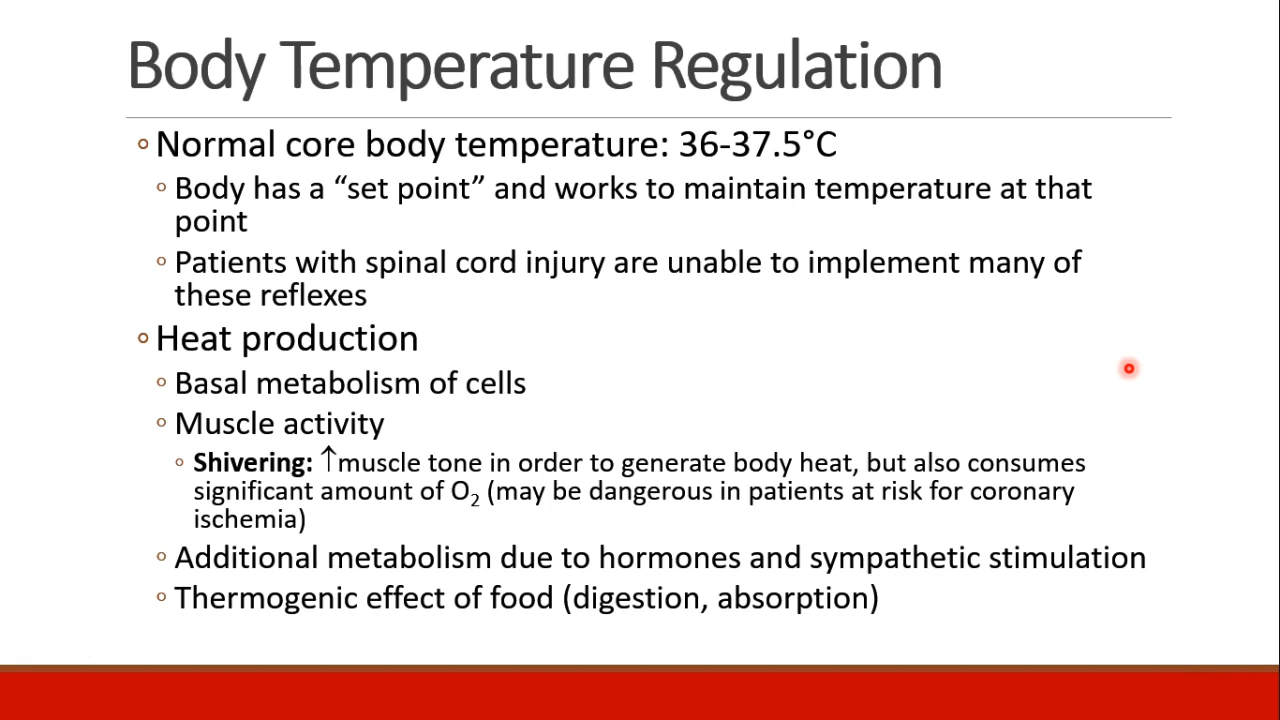 Body Temperature Regulation
◦Normal core body temperature: 36-37.5°C
◦Body has a “set point” and works to maintain temperature at that
point
◦Patients with spinal cord injury are unable to implement many of
these reflexes
◦Heat production
◦Basal metabolism of cells
◦Muscle activity
◦Shivering: ↑muscle tone in order to generate body heat, but also consumes
significant amount of O₂ (may be dangerous in patients at risk for coronary
ischemia)
◦Additional metabolism due to hormones and sympathetic stimulation
◦Thermogenic effect of food (digestion, absorption)